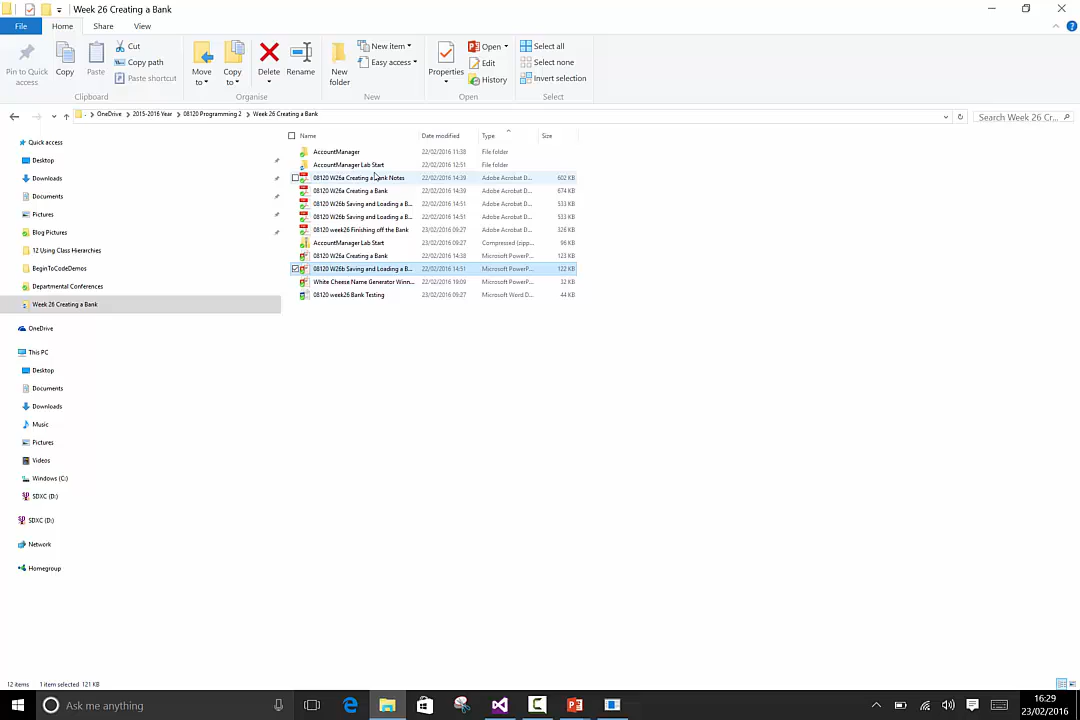 Week 26 Creating a Bank
File Home Share View
Pin to Quick access
Copy
Paste
Cut
Copy path
Paste shortcut
Clipboard
Move to
Copy to
Delete
Rename
Organise
New folder
New item
Easy access
New
Properties
Open
Edit
History
Open
Select all
Select none
Invert selection
Select
OneDrive 2015-2016 Year 08120 Programming 2 Week 26 Creating a Bank
Search Week 26 Cr...
Name Date modified Type Size
AccountManager 22/02/2016 11:38 File folder
AccountManager Lab Start 22/02/2016 12:51 File folder
08120 W26a Creating a Bank Notes 22/02/2016 14:39 Adobe Acrobat D... 602 KB
08120 W26a Creating a Bank 22/02/2016 14:39 Adobe Acrobat D... 674 KB
08120 W26b Saving and Loading a B... 22/02/2016 14:51 Adobe Acrobat D... 533 KB
08120 W26b Saving and Loading a B... 22/02/2016 14:51 Adobe Acrobat D... 533 KB
08120 week26 Finishing off the Bank 23/02/2016 09:27 Adobe Acrobat D... 326 KB
AccountManager Lab Start 23/02/2016 09:27 Compressed (zipp... 96 KB
08120 W26a Creating a Bank 22/02/2016 14:38 Microsoft PowerP... 123 KB
08120 W26b Saving and Loading a B... 22/02/2016 14:51 Microsoft PowerP... 122 KB
White Cheese Name Generator Winn... 22/02/2016 19:09 Microsoft PowerP... 32 KB
08120 week26 Bank Testing 23/02/2016 09:27 Microsoft Word D... 44 KB
Quick access
Desktop
Downloads
Documents
Pictures
Blog Pictures
12 Using Class Hierarchies
BeginToCodeDemos
Departmental Conferences
Week 26 Creating a Bank
OneDrive
This PC
Desktop
Documents
Downloads
Music
Pictures
Videos
Windows (C:)
SDXC (D:)
SDXC (D:)
Network
Homegroup
12 items 1 item selected 121 KB
Ask me anything
16:29
23/02/2016